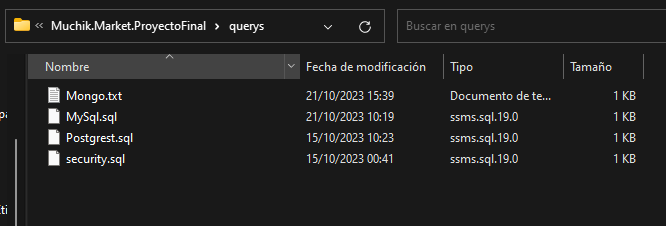 Muchik.Market.ProyectoFinal > querys
Buscar en querys
Nombre Fecha de modificación Tipo Tamaño
Mongo.txt 21/10/2023 15:39 Documento de te... 1 KB
MySql.sql 21/10/2023 10:19 ssms.sql.19.0 1 KB
Postgrest.sql 15/10/2023 10:23 ssms.sql.19.0 1 KB
security.sql 15/10/2023 00:41 ssms.sql.19.0 1 KB